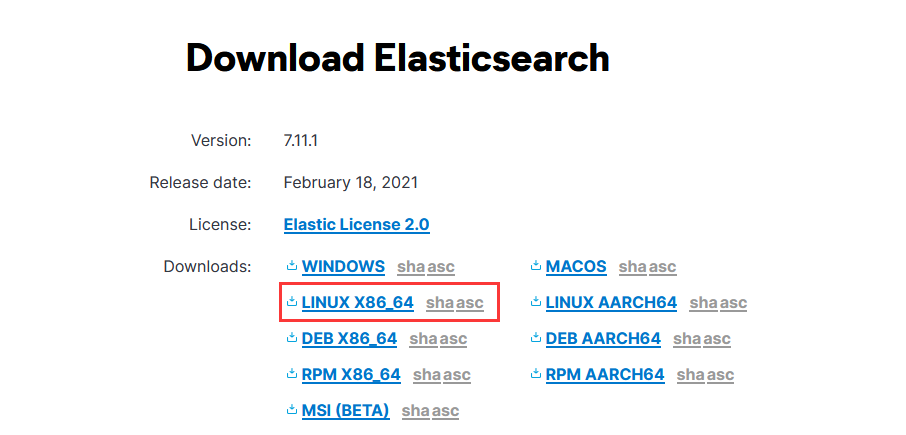 Download Elasticsearch
Version: 7.11.1
Release date: February 18, 2021
License: Elastic License 2.0
Downloads: WINDOWS sha asc MACOS sha asc
LINUX X86_64 sha asc LINUX AARCH64 sha asc
DEB X86_64 sha asc DEB AARCH64 sha asc
RPM X86_64 sha asc RPM AARCH64 sha asc
MSI (BETA) sha asc